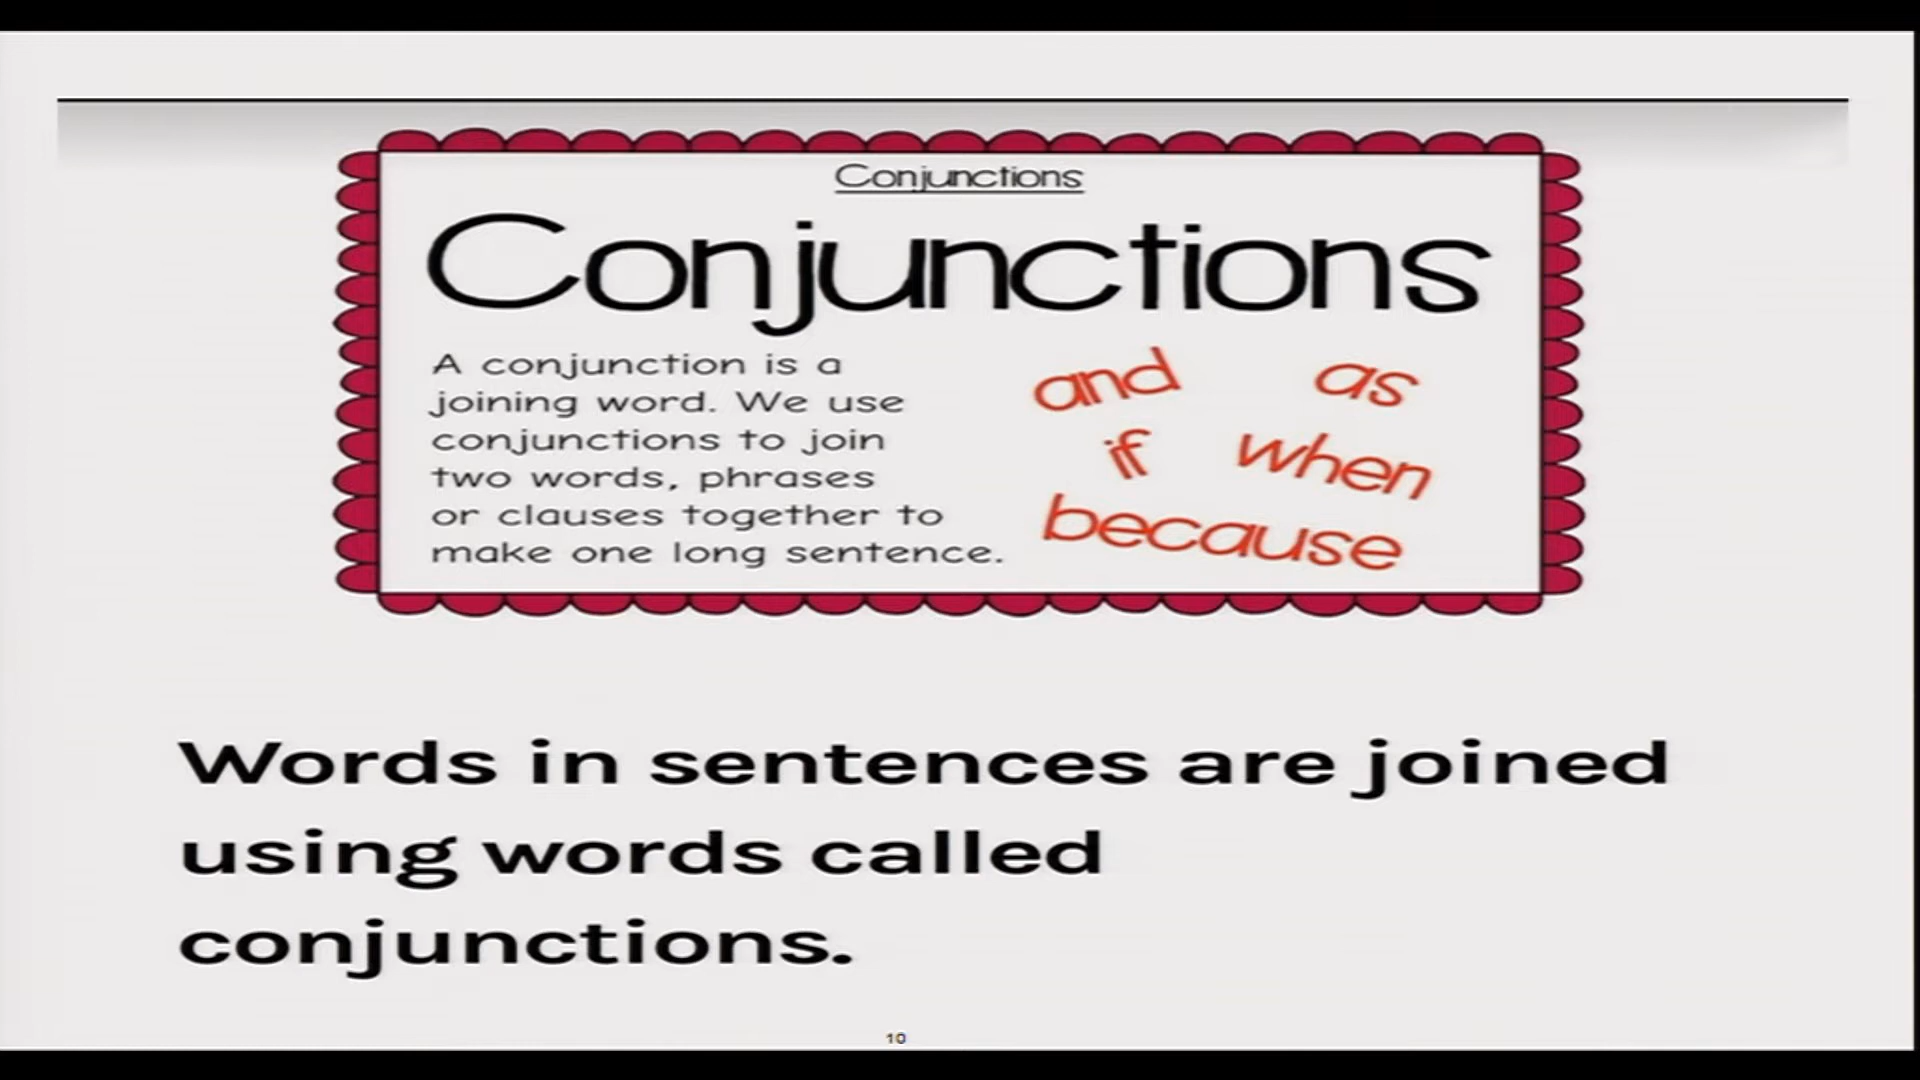 Conjunctions
Conjunctions
A conjunction is a
joining word. We use
conjunctions to join
two words, phrases
or clauses together to
make one long sentence.
and as
if when
because
Words in sentences are joined
using words called
conjunctions.
10